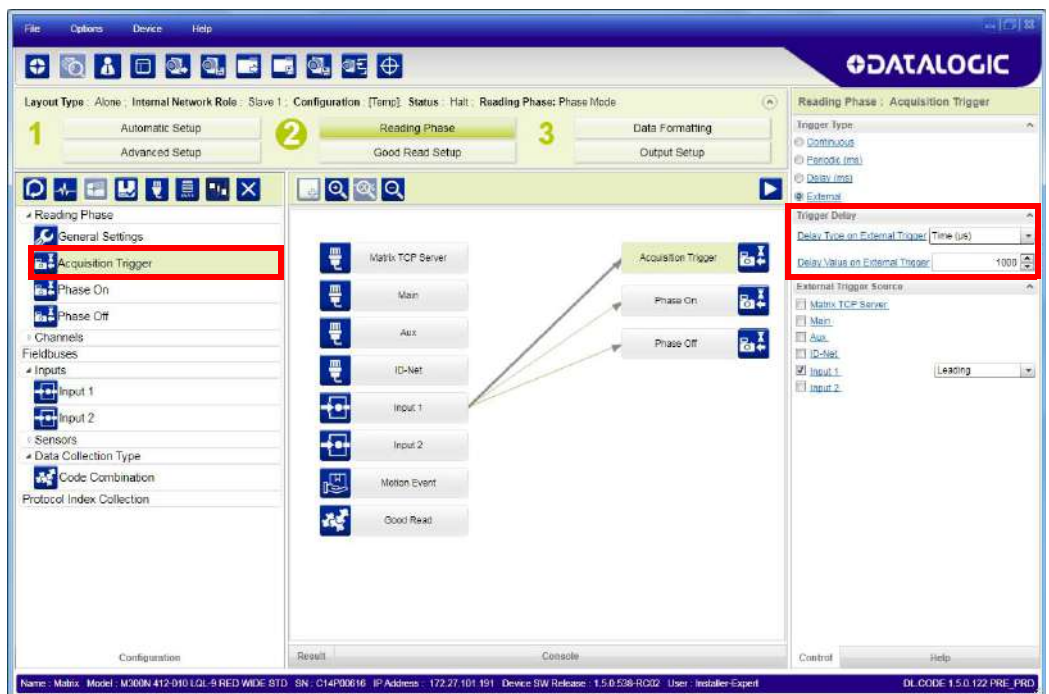 File Options Device Help
DATALOGIC
Layout Type : Alone ; Internal Network Role : Slave 1 ; Configuration : [Temp] Status : Halt ; Reading Phase: Phase Mode
1 Automatic Setup
Advanced Setup
2 Reading Phase
Good Read Setup
3 Data Formatting
Output Setup
Reading Phase
General Settings
Acquisition Trigger
Phase On
Phase Off
Channels
Fieldbuses
Inputs
Input 1
Input 2
Sensors
Data Collection Type
Code Combination
Protocol Index Collection
Configuration
Matrix TCP Server
Main
Aux
ID-Net
Input 1
Input 2
Motion Event
Good Read
Acquisition Trigger
Phase On
Phase Off
Result Console
Reading Phase : Acquisition Trigger
Trigger Type
Continuous
Periodic (ms)
Delay (ms)
External
Trigger Delay
Delay Type on External Trigger Time (µs)
Delay Value on External Trigger 1000
External Trigger Source
Matrix TCP Server
Main
Aux
ID-Net
Input 1 Leading
Input 2
Control Help
Name : Matrix Model : M300N 412-010 LQL-9 RED WIDE STD SN : C14P00616 IP Address : 172.27.101.191 Device SW Release : 1.5.0.538-RC02 User : Installer-Expert DL.CODE 1.5.0.122 PRE_PRD